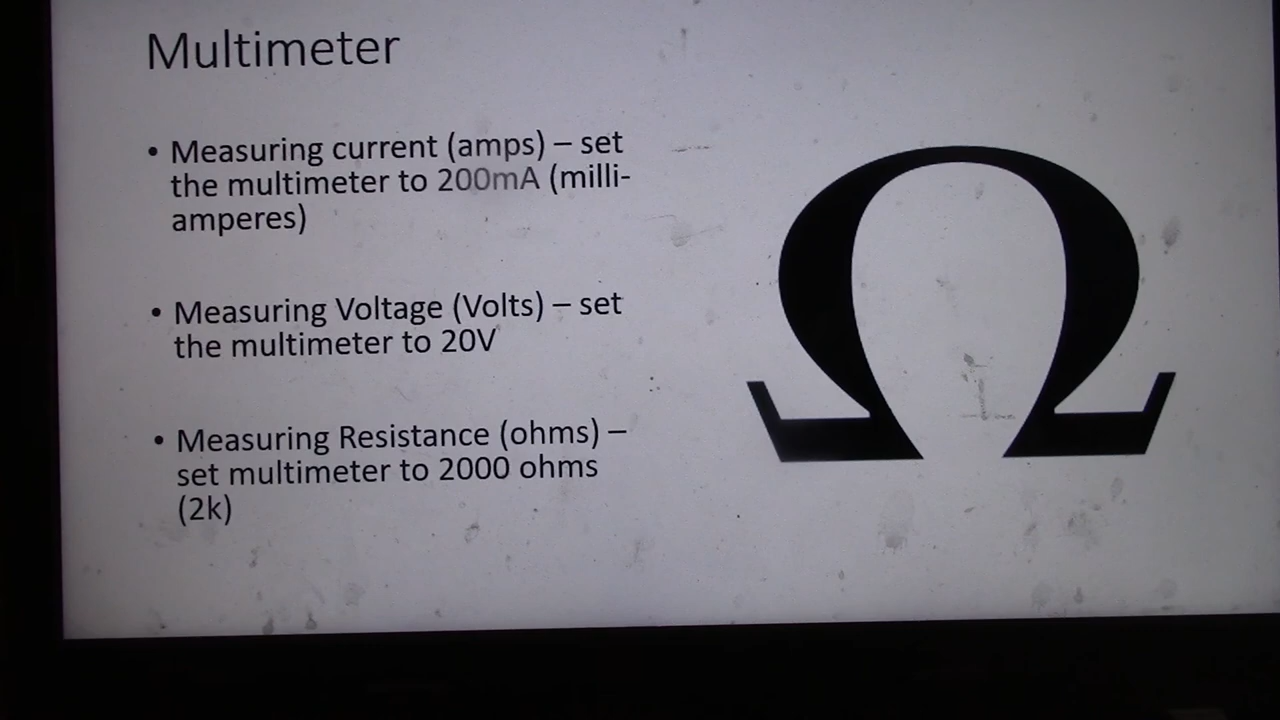 Multimeter
• Measuring current (amps) – set
the multimeter to 200mA (milli-
amperes)
• Measuring Voltage (Volts) – set
the multimeter to 20V
• Measuring Resistance (ohms) –
set multimeter to 2000 ohms
(2k)
Ω